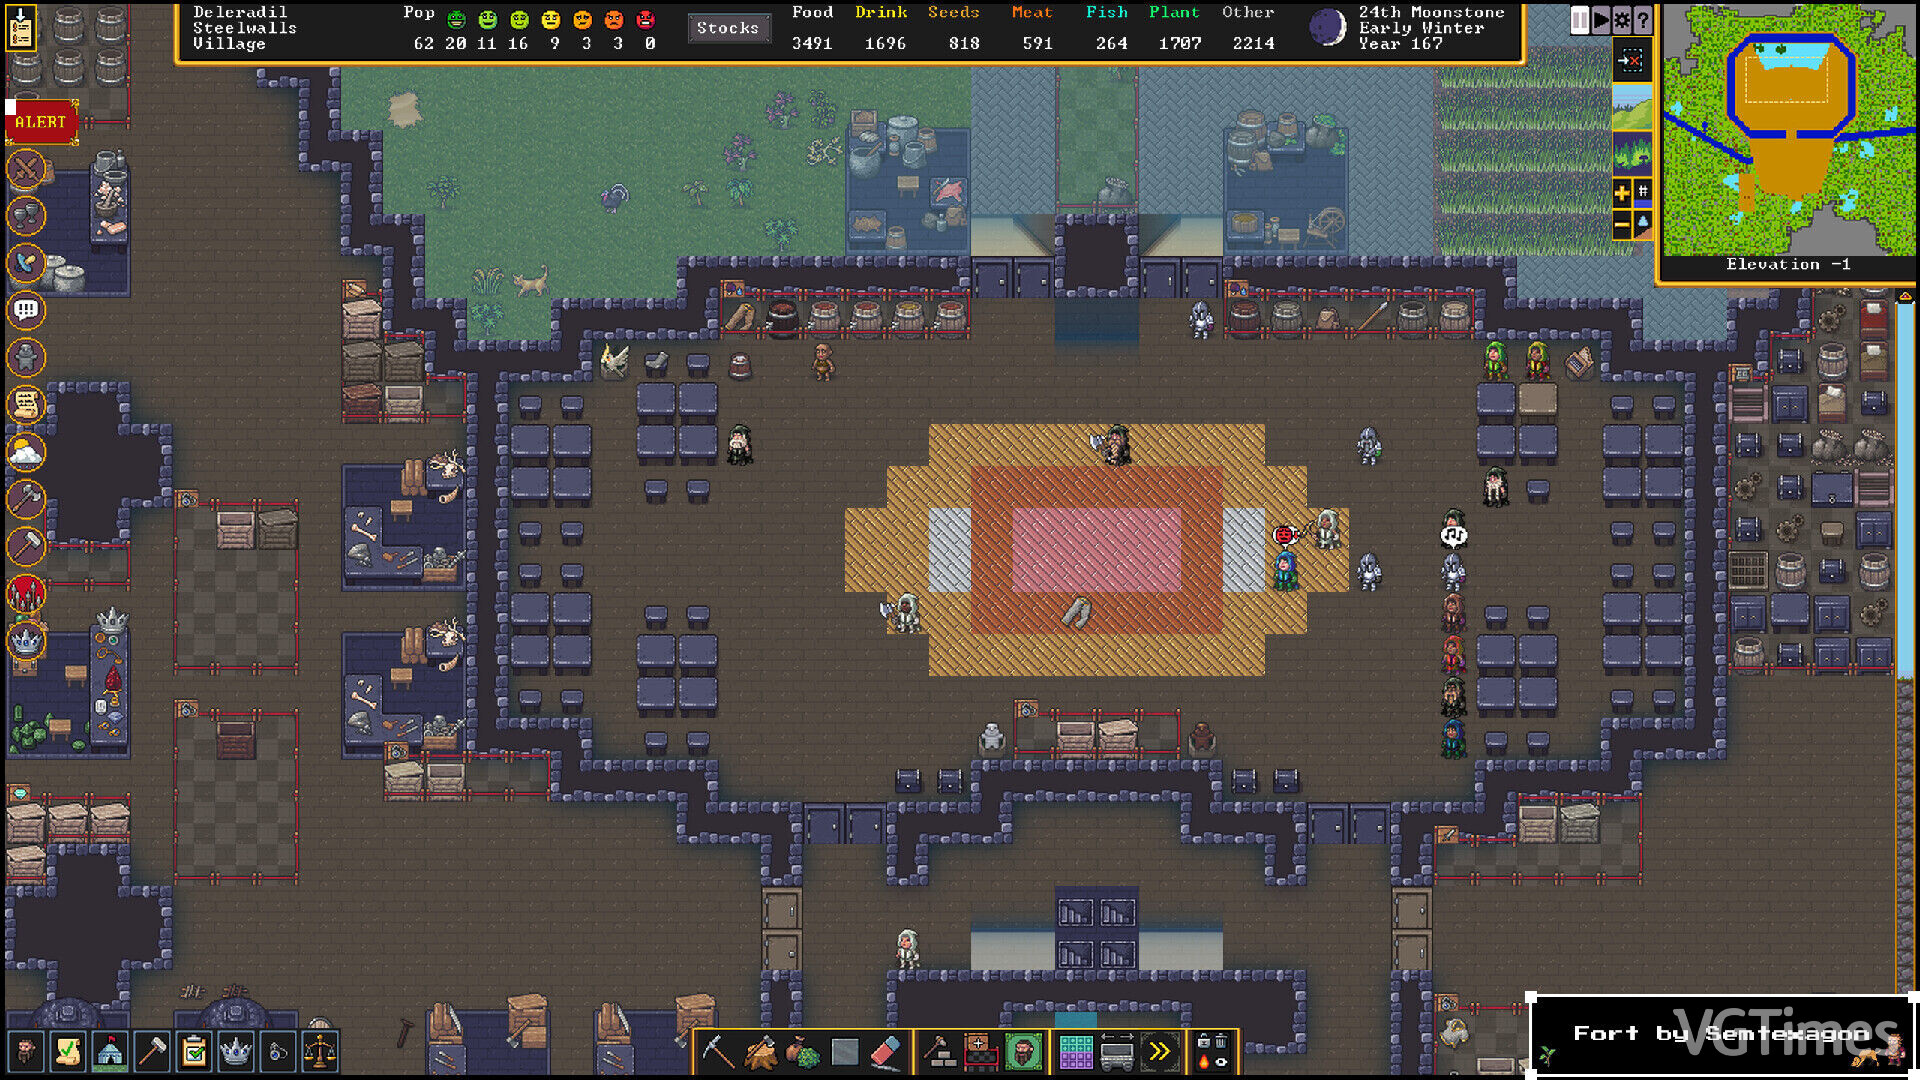 Deleradil
Steelwalls
Village
Pop
62 20 11 16 9 3 3 0
Stocks
Food Drink Seeds Meat Fish Plant Other
3491 1696 818 591 264 1707 2214
24th Moonstone
Early Winter
Year 167
ALERT
Elevation -1
Fort by Semtexagon
VGTimes